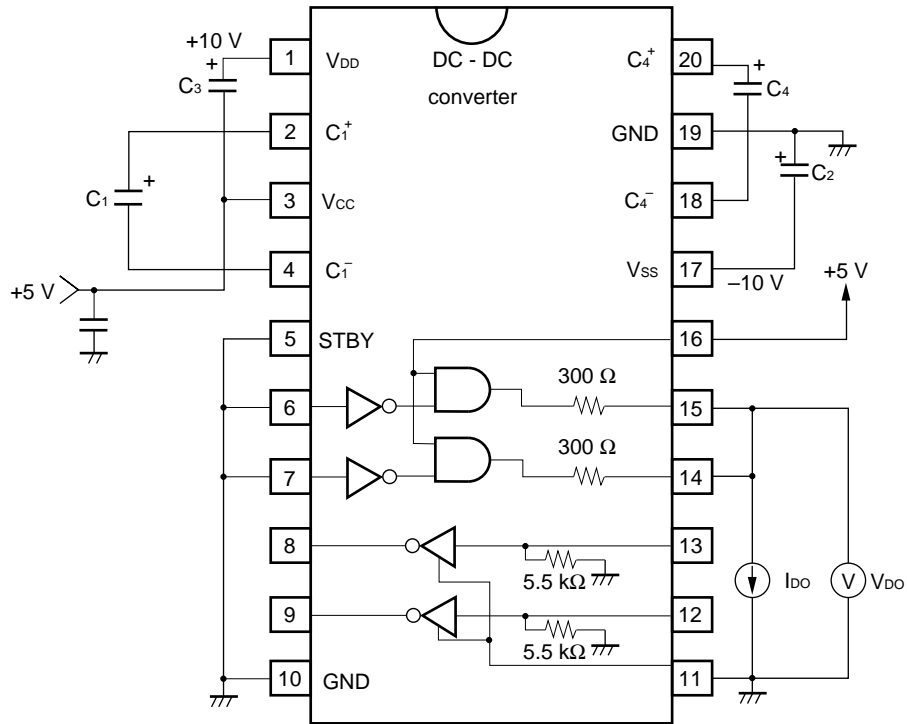 +10 V
+
C3
1
VDD
DC - DC
converter
C4+
20
+
C4
2
C1+
GND
19
+
C1
+
C2
3
VCC
C4−
18
4
C1−
VSS
17
–10 V
+5 V
+5 V
5
STBY
16
300 Ω
6
15
300 Ω
7
14
8
13
5.5 kΩ
IDO
V
VDO
9
12
5.5 kΩ
10
GND
11